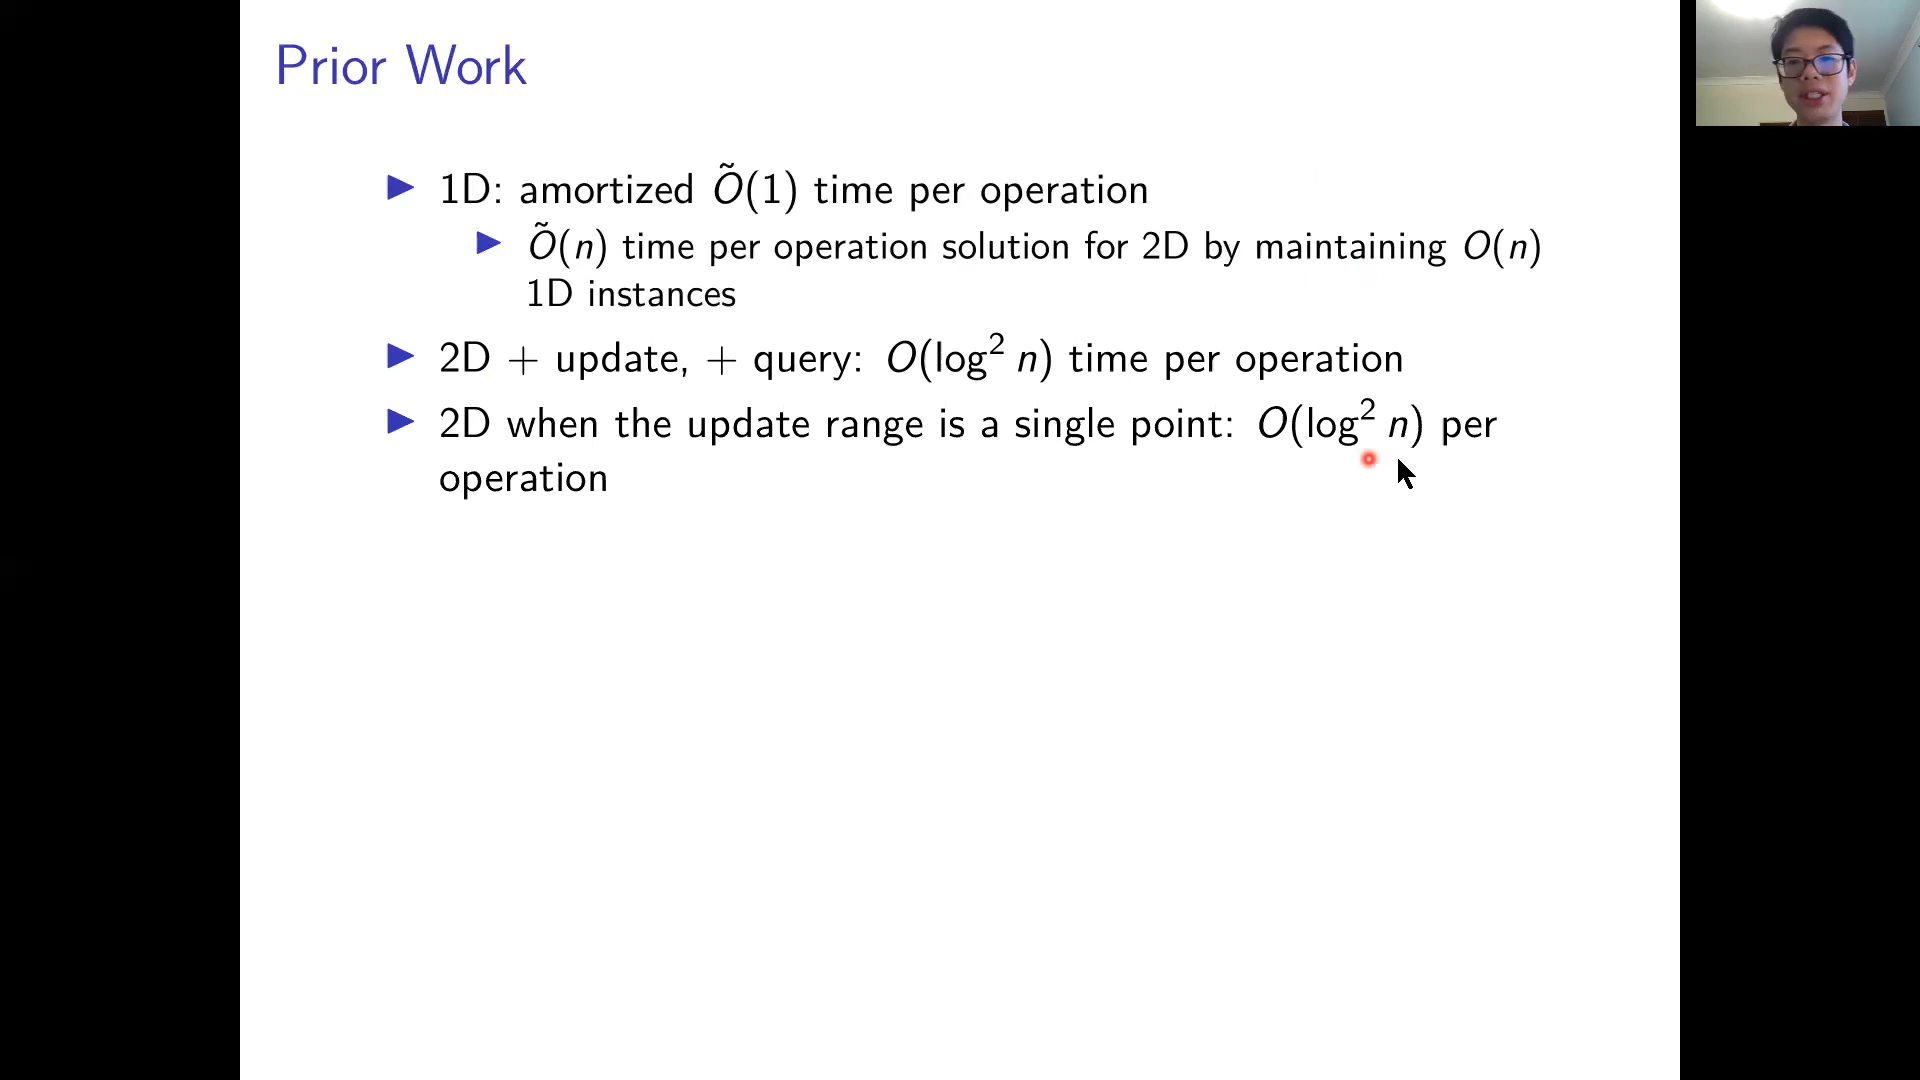 Prior Work
▶ 1D: amortized Õ(1) time per operation
▶ Õ(n) time per operation solution for 2D by maintaining O(n)
1D instances
▶ 2D + update, + query: O(log² n) time per operation
▶ 2D when the update range is a single point: O(log² n) per
operation